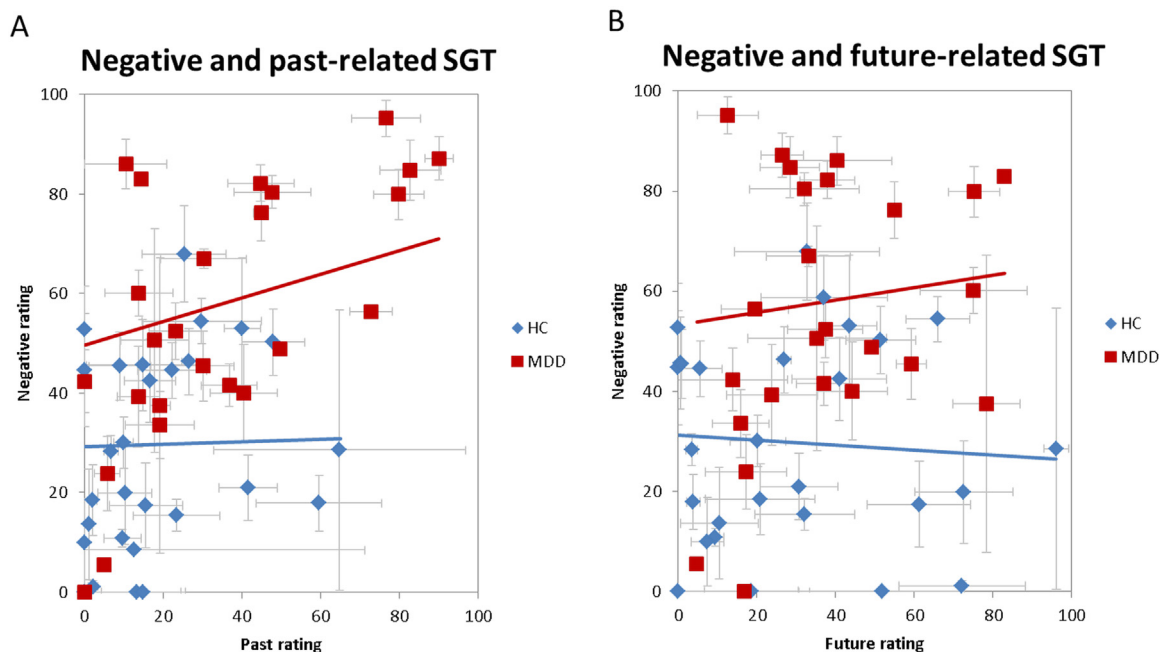 A
Negative and past-related SGT
Negative rating
100
80
60
40
20
0
0 20 40 60 80 100
Past rating
HC
MDD
B
Negative and future-related SGT
Negative rating
100
80
60
40
20
0
0 20 40 60 80 100
Future rating
HC
MDD